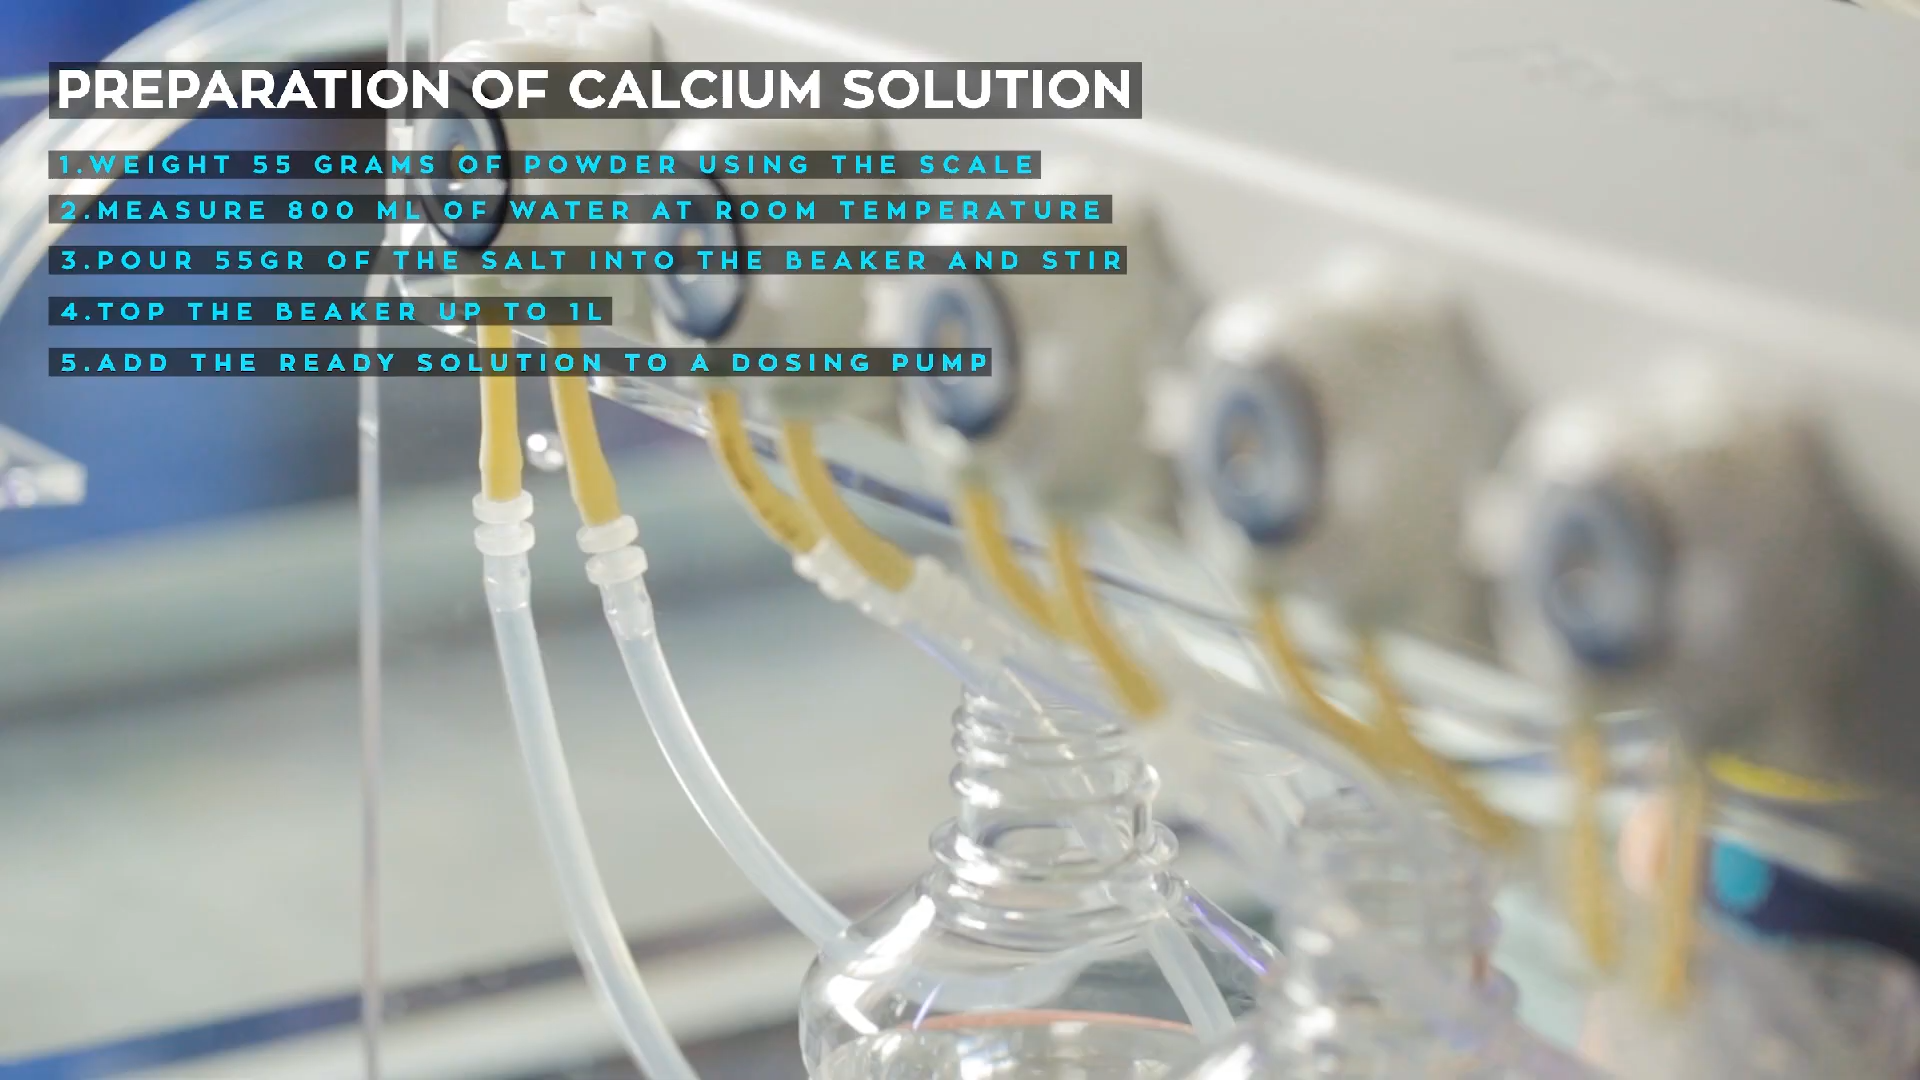 PREPARATION OF CALCIUM SOLUTION
1.WEIGHT 55 GRAMS OF POWDER USING THE SCALE
2.MEASURE 800 ML OF WATER AT ROOM TEMPERATURE
3.POUR 55GR OF THE SALT INTO THE BEAKER AND STIR
4.TOP THE BEAKER UP TO 1L
5.ADD THE READY SOLUTION TO A DOSING PUMP